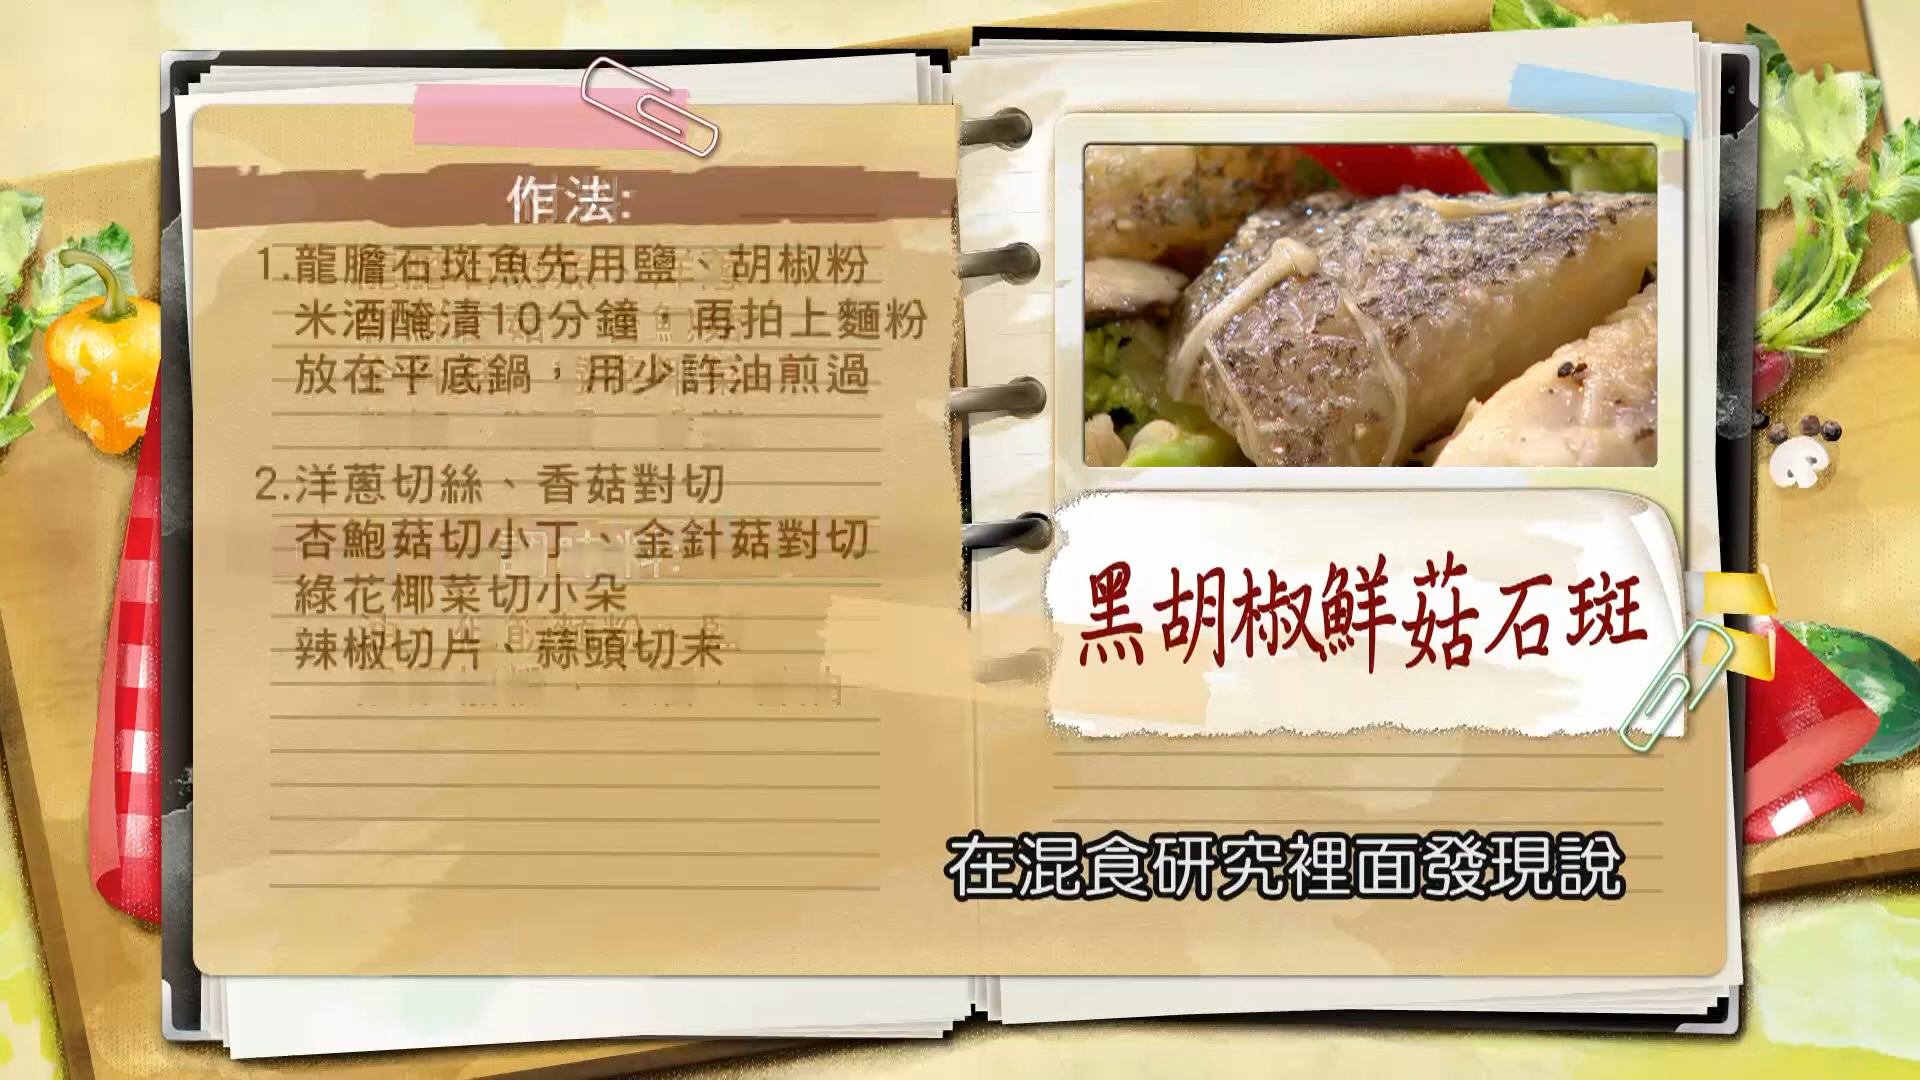 作法:
1.龍膽石斑魚先用鹽、胡椒粉
米酒醃漬10分鐘，再拍上麵粉
放在平底鍋，用少許油煎過
2.洋蔥切絲、香菇對切
杏鮑菇切小丁、金針菇對切
綠花椰菜切小朵
辣椒切片、蒜頭切末
黑胡椒鮮菇石斑
在混食研究裡面發現說